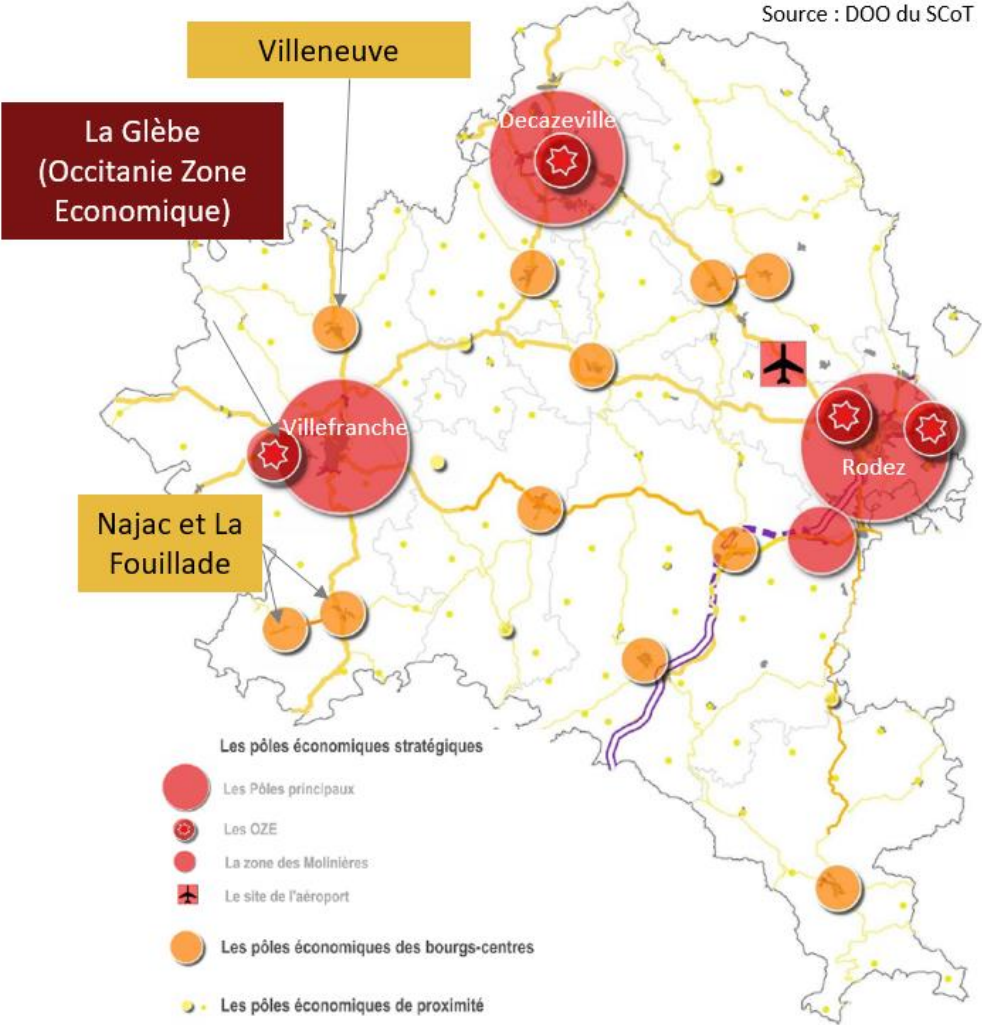 Source : DOO du SCoT
Villeneuve
La Glèbe
(Occitanie Zone
Economique)
Decazeville
Villefranche
Rodez
Najac et La
Fouillade
Les pôles économiques stratégiques
Les Pôles principaux
Les OZE
La zone des Molinières
Le site de l'aéroport
Les pôles économiques des bourgs-centres
Les pôles économiques de proximité